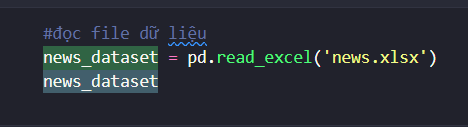 #đọc file dữ liệu
news_dataset = pd.read_excel('news.xlsx')
news_dataset